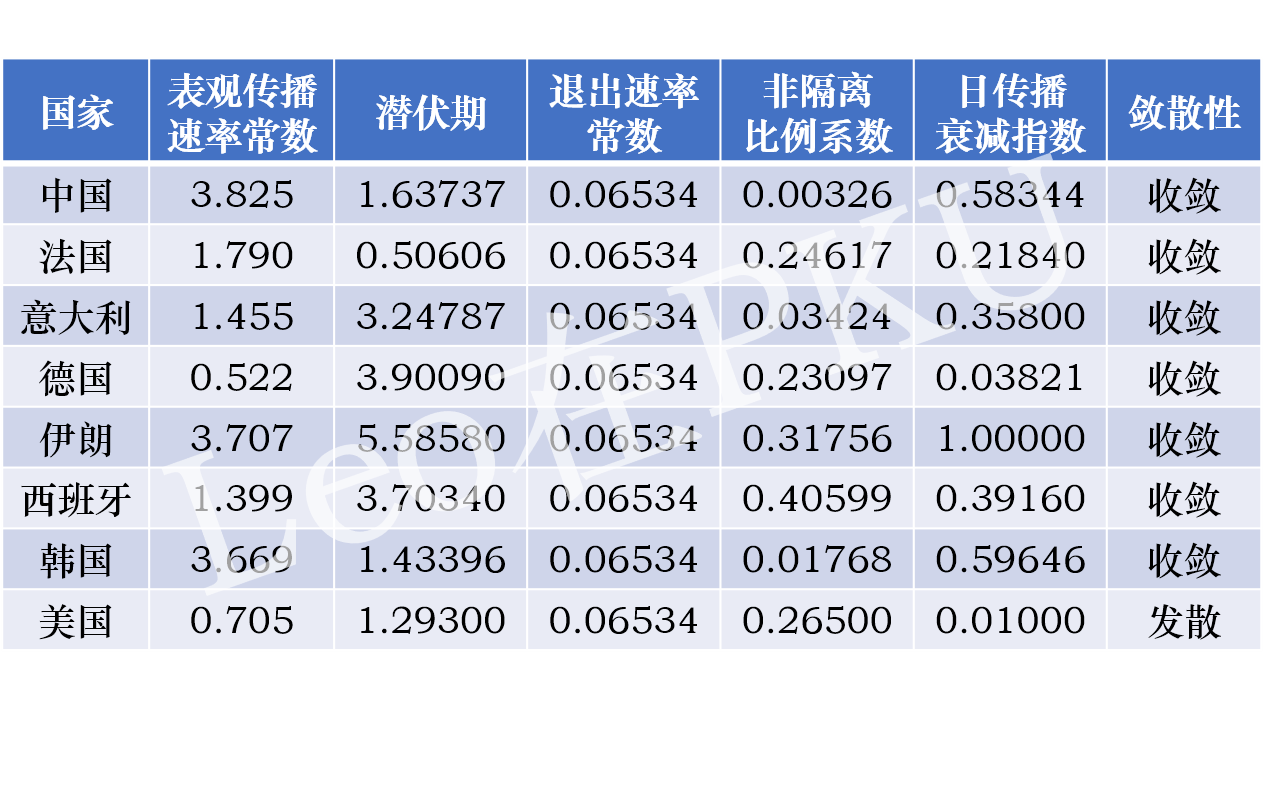 国家 表观传播速率常数 潜伏期 退出速率常数 非隔离比例系数 日传播衰减指数 敛散性
中国 3.825 1.63737 0.06534 0.00326 0.58344 收敛
法国 1.790 0.50606 0.06534 0.24617 0.21840 收敛
意大利 1.455 3.24787 0.06534 0.03424 0.35800 收敛
德国 0.522 3.90090 0.06534 0.23097 0.03821 收敛
伊朗 3.707 5.58580 0.06534 0.31756 1.00000 收敛
西班牙 1.399 3.70340 0.06534 0.40599 0.39160 收敛
韩国 3.669 1.43396 0.06534 0.01768 0.59646 收敛
美国 0.705 1.29300 0.06534 0.26500 0.01000 发散
Leo在PKU